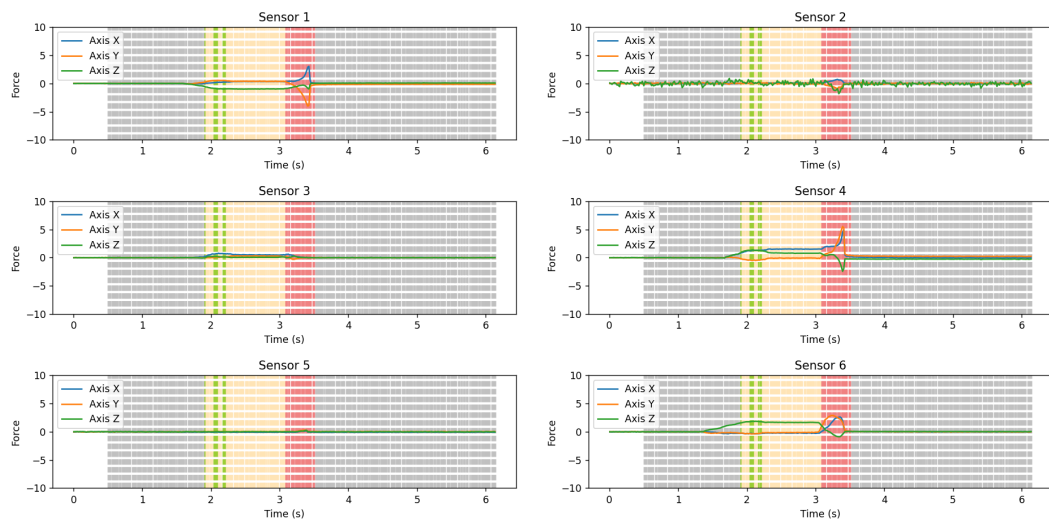 Sensor 1
10
5
0
−5
−10
Force
Axis X
Axis Y
Axis Z
0 1 2 3 4 5 6
Time (s)
Sensor 2
10
5
0
−5
−10
Force
Axis X
Axis Y
Axis Z
0 1 2 3 4 5 6
Time (s)
Sensor 3
10
5
0
−5
−10
Force
Axis X
Axis Y
Axis Z
0 1 2 3 4 5 6
Time (s)
Sensor 4
10
5
0
−5
−10
Force
Axis X
Axis Y
Axis Z
0 1 2 3 4 5 6
Time (s)
Sensor 5
10
5
0
−5
−10
Force
Axis X
Axis Y
Axis Z
0 1 2 3 4 5 6
Time (s)
Sensor 6
10
5
0
−5
−10
Force
Axis X
Axis Y
Axis Z
0 1 2 3 4 5 6
Time (s)